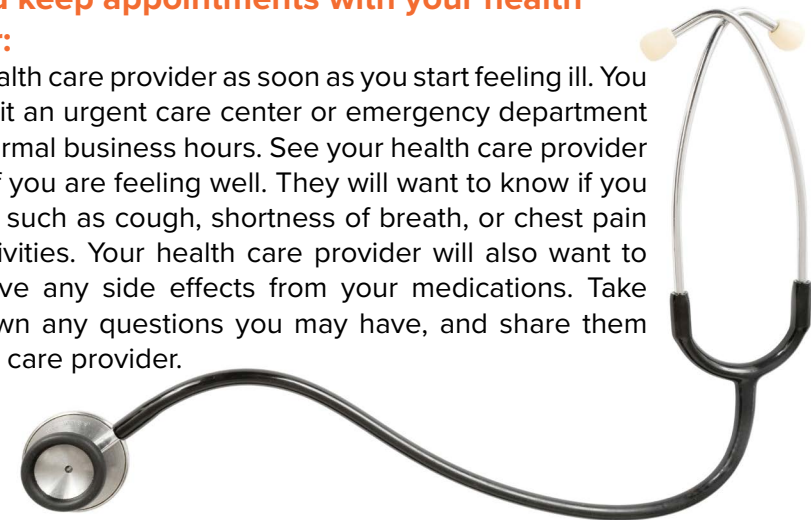 d keep appointments with your health
r:
alth care provider as soon as you start feeling ill. You
it an urgent care center or emergency department
rmal business hours. See your health care provider
f you are feeling well. They will want to know if you
such as cough, shortness of breath, or chest pain
ivities. Your health care provider will also want to
ve any side effects from your medications. Take
wn any questions you may have, and share them
care provider.